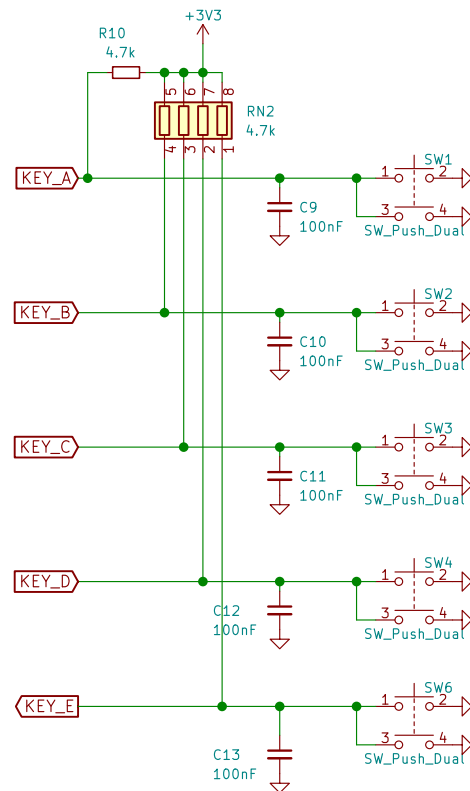 +3V3
R10
4.7k
5 6 7 8
RN2
4.7k
4 3 2 1
KEY_A
C9
100nF
SW1
1 2
3 4
SW_Push_Dual
KEY_B
C10
100nF
SW2
1 2
3 4
SW_Push_Dual
KEY_C
C11
100nF
SW3
1 2
3 4
SW_Push_Dual
KEY_D
C12
100nF
SW4
1 2
3 4
SW_Push_Dual
KEY_E
C13
100nF
SW6
1 2
3 4
SW_Push_Dual